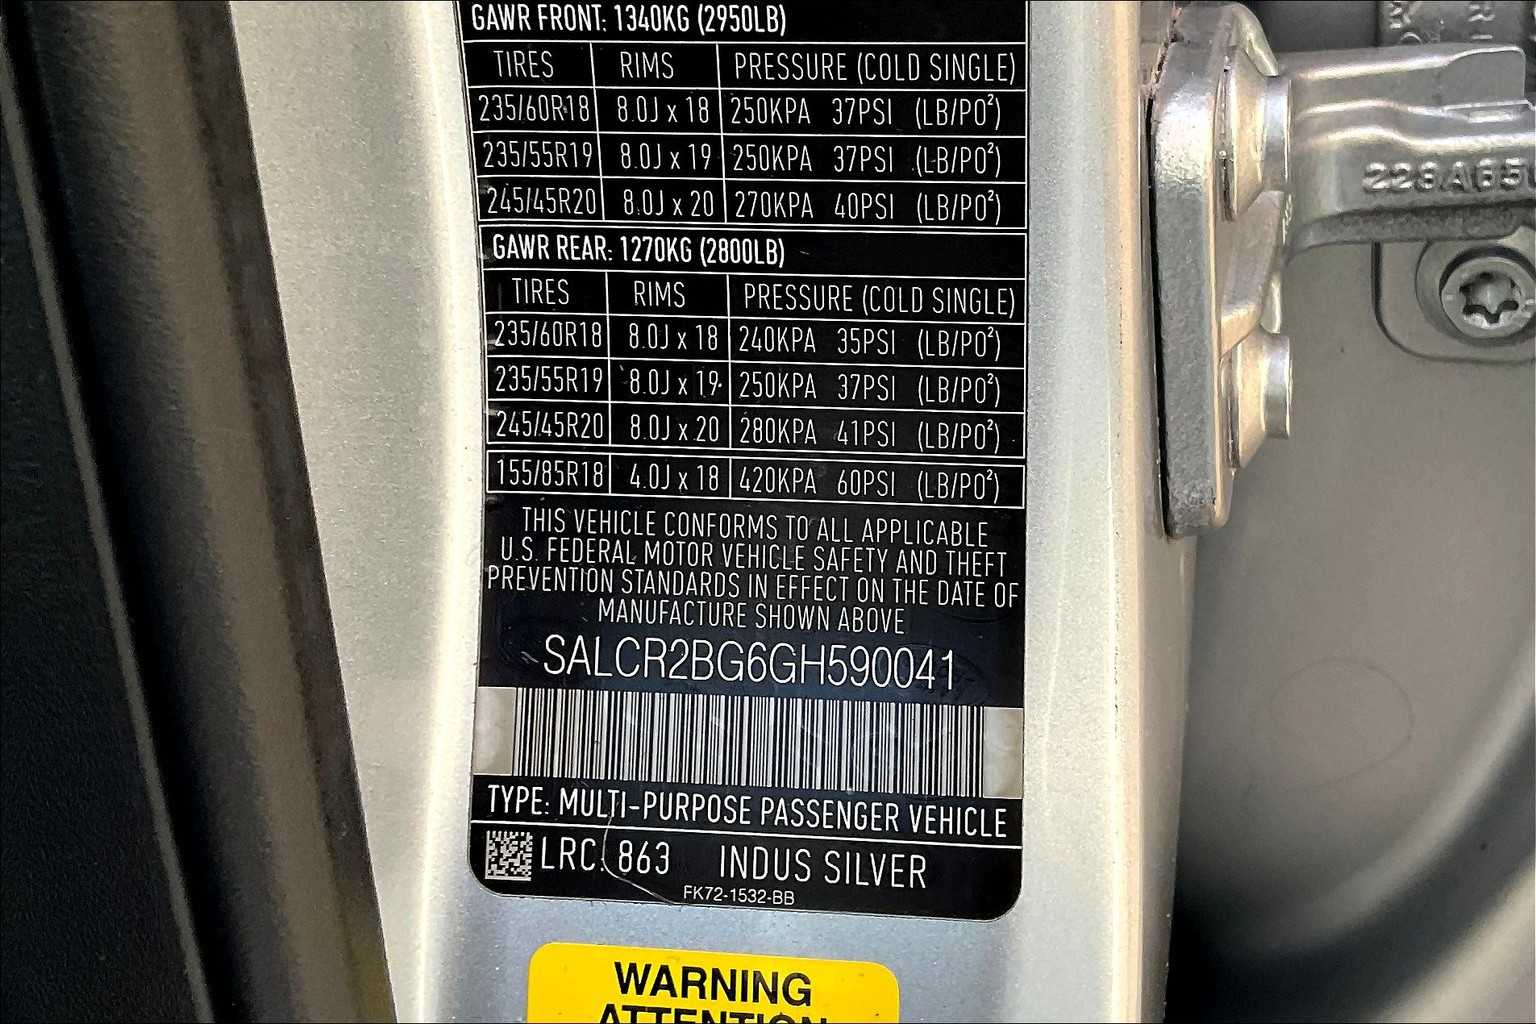 GAWR FRONT: 1340KG (2950LB)
TIRES RIMS PRESSURE (COLD SINGLE)
235/60R18 8.0J x 18 250KPA 37PSI (LB/PO²)
235/55R19 8.0J x 19 250KPA 37PSI (LB/PO²)
245/45R20 8.0J x 20 270KPA 40PSI (LB/PO²)
GAWR REAR: 1270KG (2800LB)
TIRES RIMS PRESSURE (COLD SINGLE)
235/60R18 8.0J x 18 240KPA 35PSI (LB/PO²)
235/55R19 8.0J x 19 250KPA 37PSI (LB/PO²)
245/45R20 8.0J x 20 280KPA 41PSI (LB/PO²)
155/85R18 4.0J x 18 420KPA 60PSI (LB/PO²)
THIS VEHICLE CONFORMS TO ALL APPLICABLE
U.S. FEDERAL MOTOR VEHICLE SAFETY AND THEFT
PREVENTION STANDARDS IN EFFECT ON THE DATE OF
MANUFACTURE SHOWN ABOVE
SALCR2BG6GH590041
TYPE: MULTI-PURPOSE PASSENGER VEHICLE
LRC: 863 INDUS SILVER
FK72-1532-BB
WARNING
ATTENTION